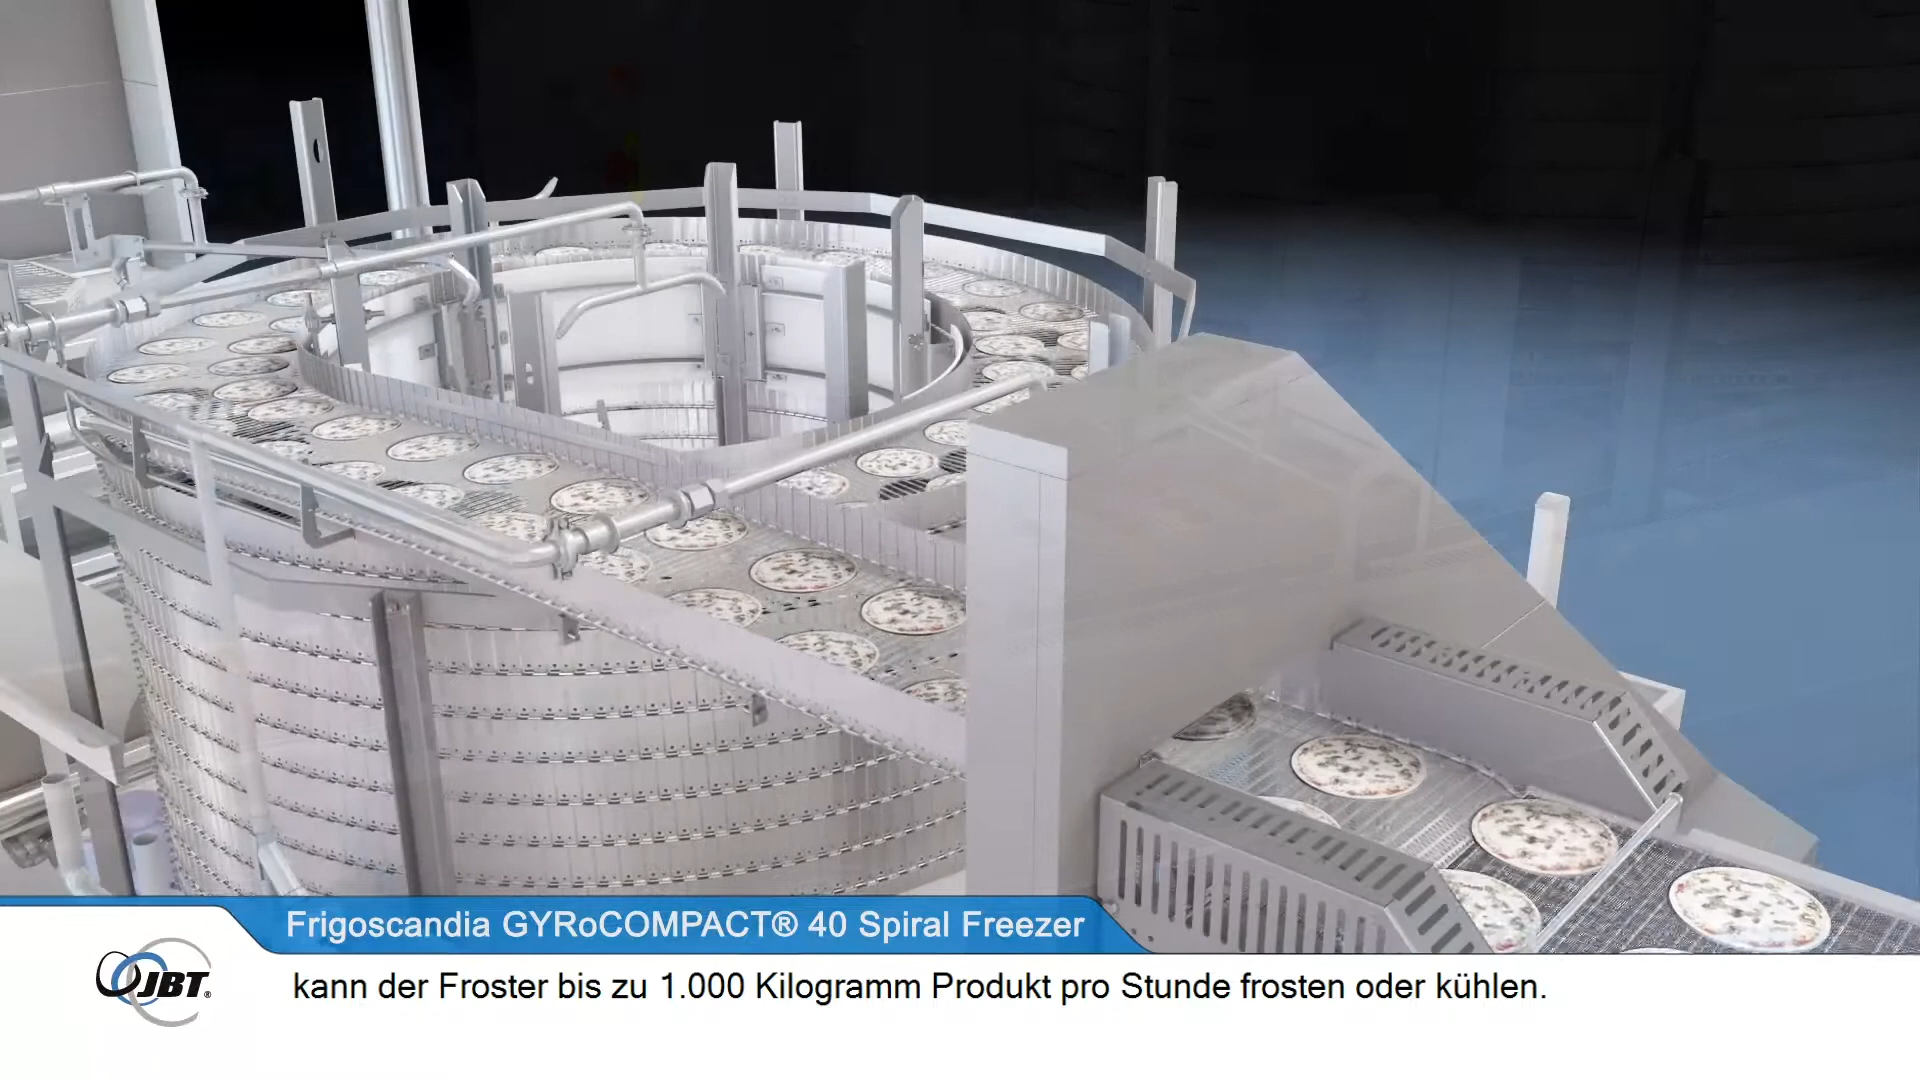 Frigoscandia GYRoCOMPACT® 40 Spiral Freezer
JBT®
kann der Froster bis zu 1.000 Kilogramm Produkt pro Stunde frosten oder kühlen.